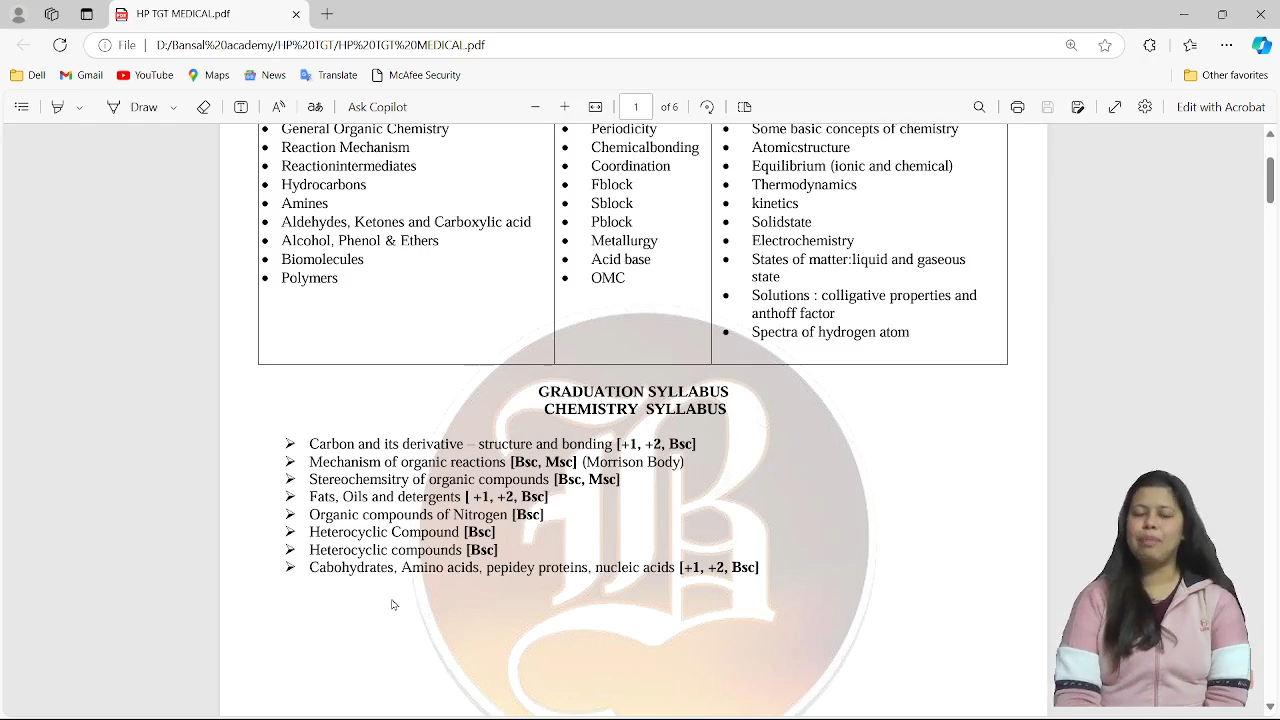 HP TGT MEDICAL.pdf
File
D:/Bansal%20academy/HP%20TGT/HP%20TGT%20MEDICAL.pdf
Dell
Gmail
YouTube
Maps
News
Translate
McAfee Security
Other favorites
Draw
Ask Copilot
1 of 6
Edit with Acrobat
General Organic Chemistry
Reaction Mechanism
Reactionintermediates
Hydrocarbons
Amines
Aldehydes, Ketones and Carboxylic acid
Alcohol, Phenol & Ethers
Biomolecules
Polymers
Periodicity
Chemicalbonding
Coordination
Fblock
Sblock
Pblock
Metallurgy
Acid base
OMC
Some basic concepts of chemistry
Atomicstructure
Equilibrium (ionic and chemical)
Thermodynamics
kinetics
Solidstate
Electrochemistry
States of matter:liquid and gaseous
state
Solutions : colligative properties and
anthoff factor
Spectra of hydrogen atom
GRADUATION SYLLABUS
CHEMISTRY SYLLABUS
Carbon and its derivative – structure and bonding [+1, +2, Bsc]
Mechanism of organic reactions [Bsc, Msc] (Morrison Body)
Stereochemsitry of organic compounds [Bsc, Msc]
Fats, Oils and detergents [ +1, +2, Bsc]
Organic compounds of Nitrogen [Bsc]
Heterocyclic Compound [Bsc]
Heterocyclic compounds [Bsc]
Cabohydrates, Amino acids, pepidey proteins, nucleic acids [+1, +2, Bsc]
B